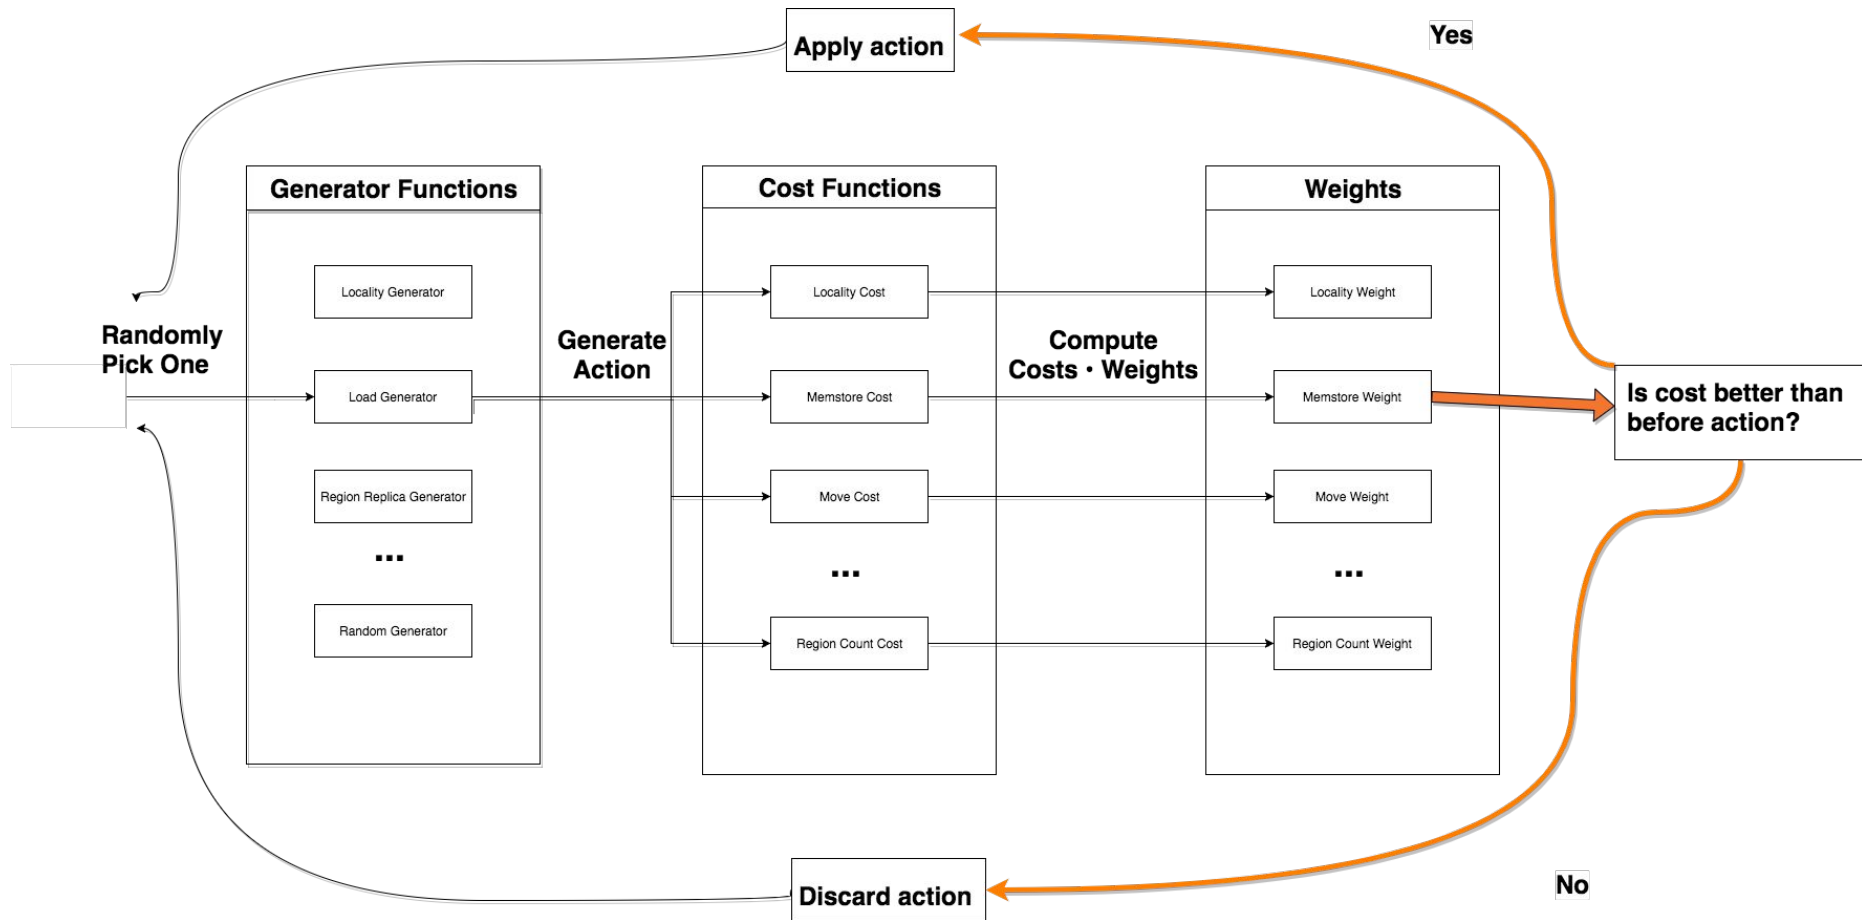 Apply action
Yes
Generator Functions
Cost Functions
Weights
Locality Generator
Locality Cost
Locality Weight
Randomly
Pick One
Generate
Action
Compute
Costs • Weights
Load Generator
Memstore Cost
Memstore Weight
Is cost better than
before action?
Region Replica Generator
Move Cost
Move Weight
...
...
...
Random Generator
Region Count Cost
Region Count Weight
Discard action
No